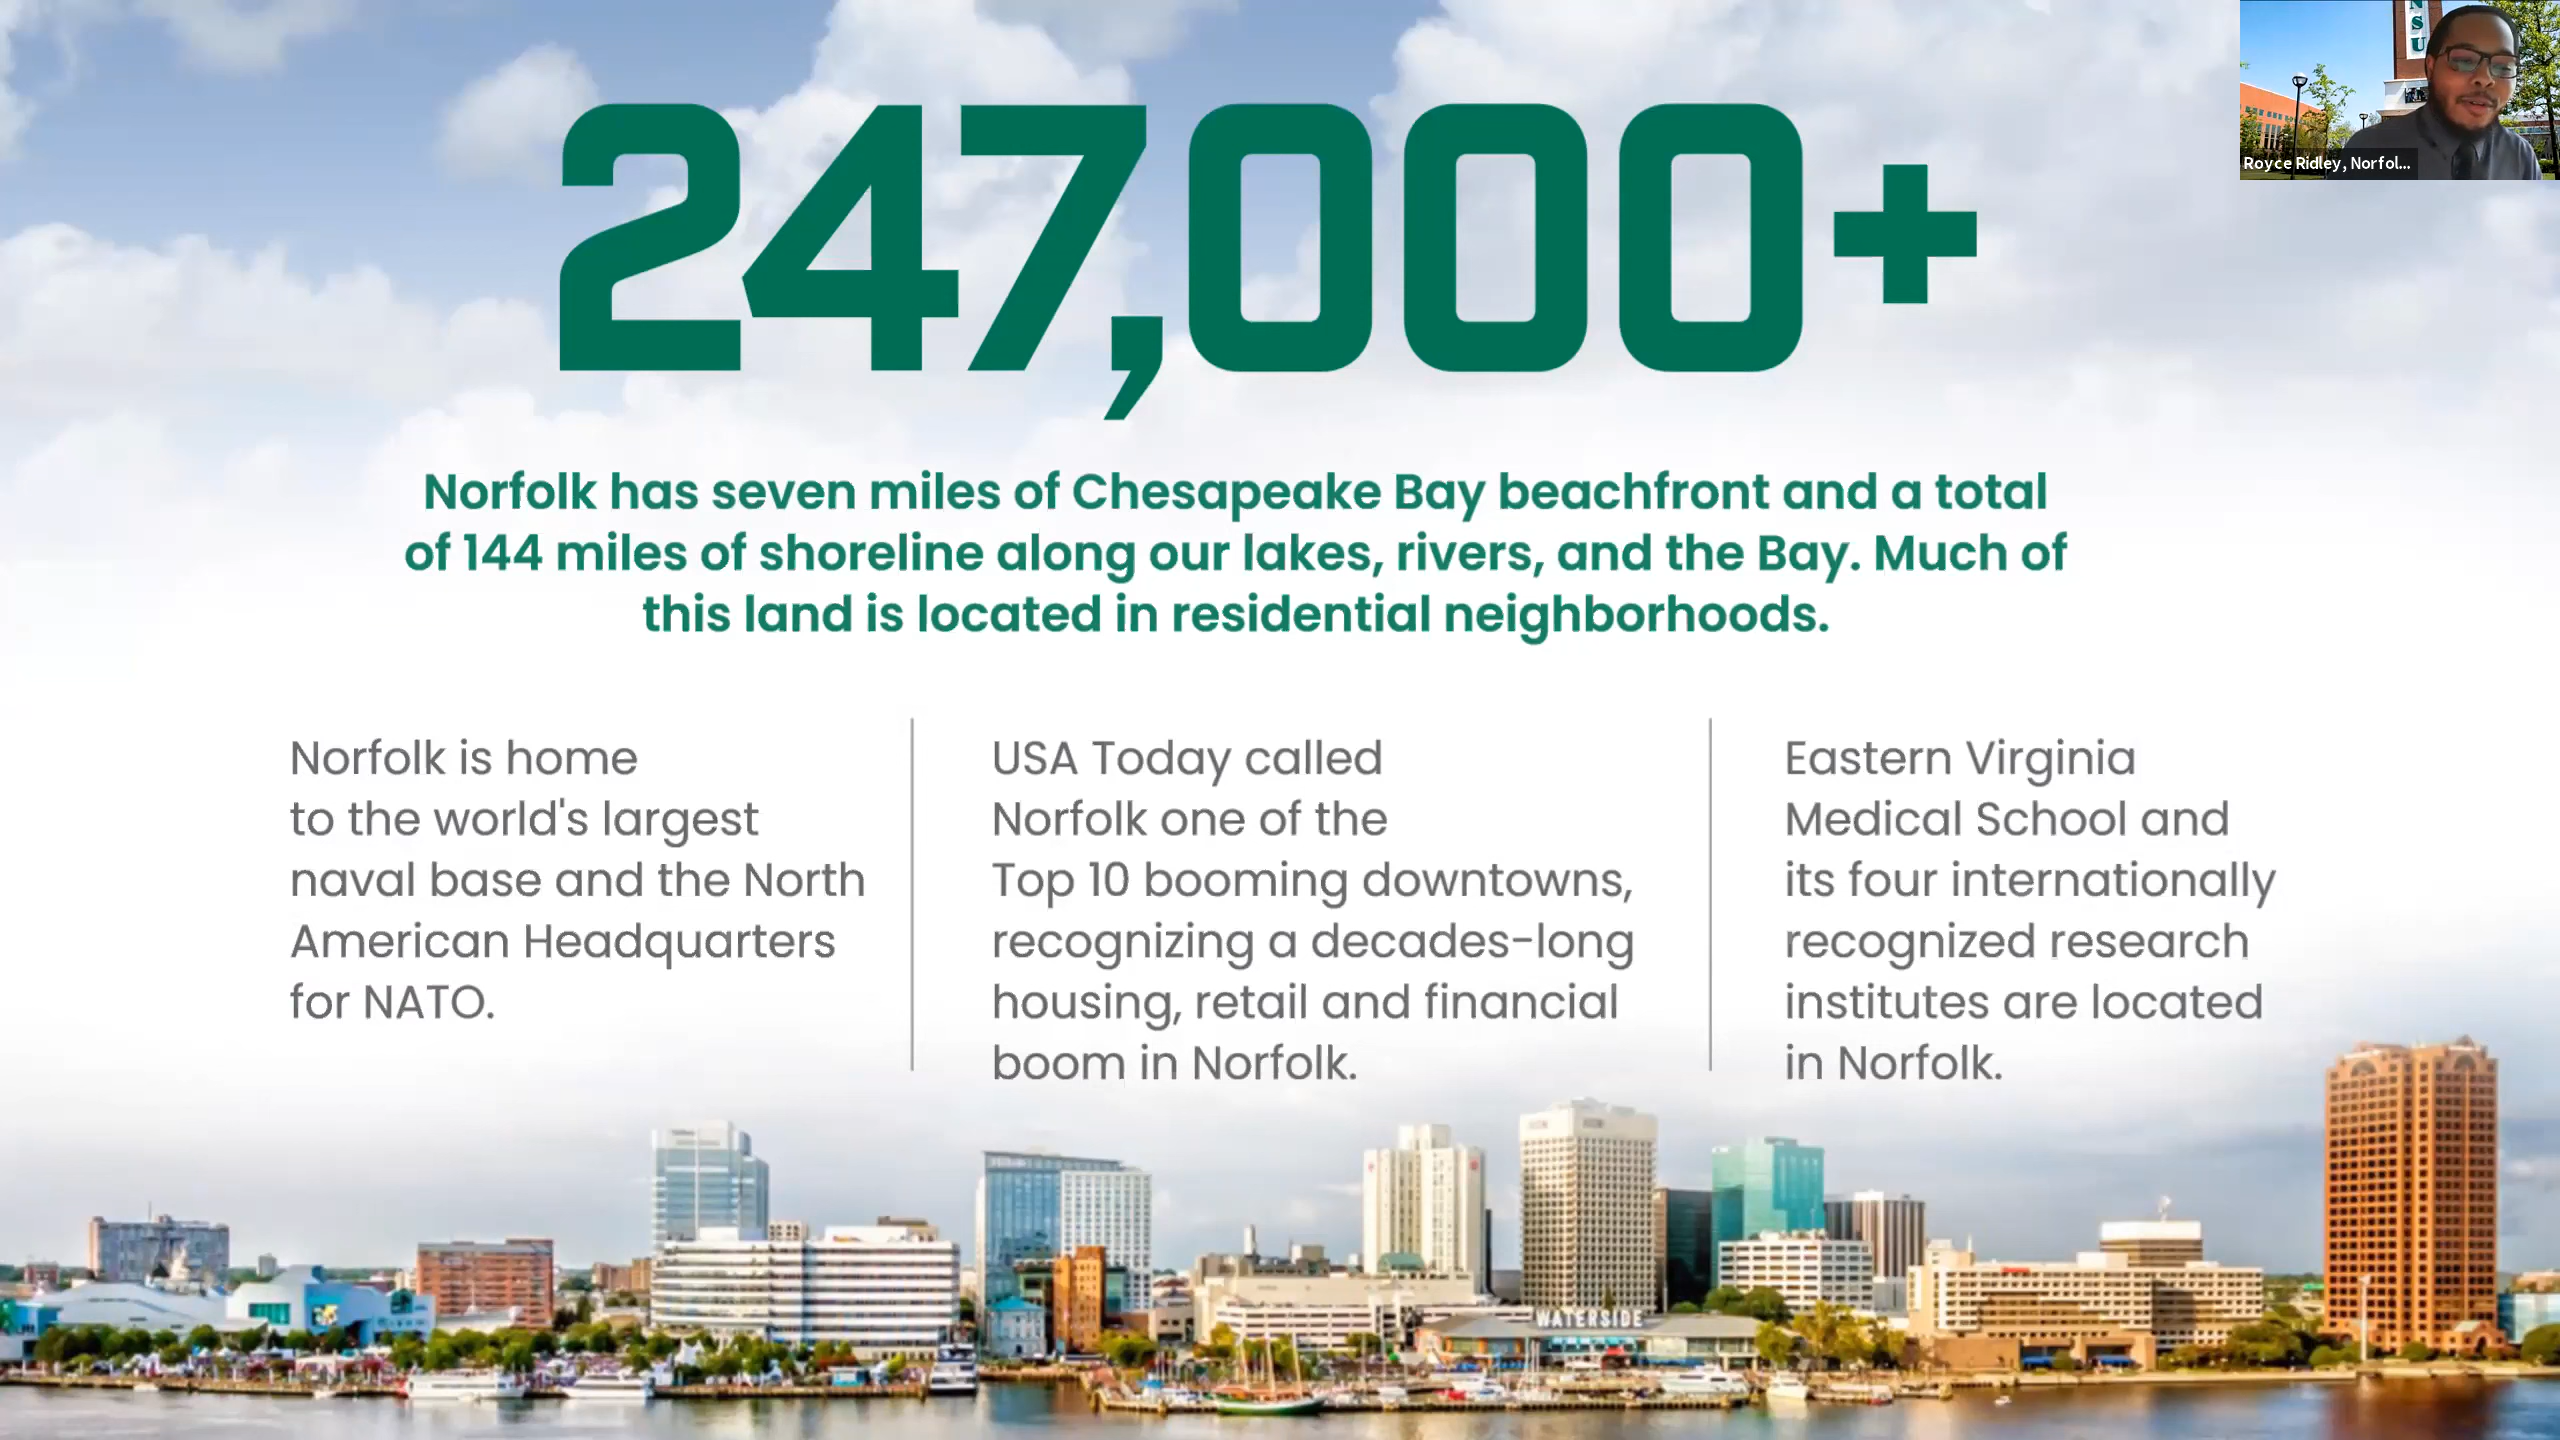 247,000+
Norfolk has seven miles of Chesapeake Bay beachfront and a total
of 144 miles of shoreline along our lakes, rivers, and the Bay. Much of
this land is located in residential neighborhoods.
Norfolk is home
to the world's largest
naval base and the North
American Headquarters
for NATO.
USA Today called
Norfolk one of the
Top 10 booming downtowns,
recognizing a decades-long
housing, retail and financial
boom in Norfolk.
Eastern Virginia
Medical School and
its four internationally
recognized research
institutes are located
in Norfolk.
WATERSIDE
NSU
Royce Ridley, Norfol...